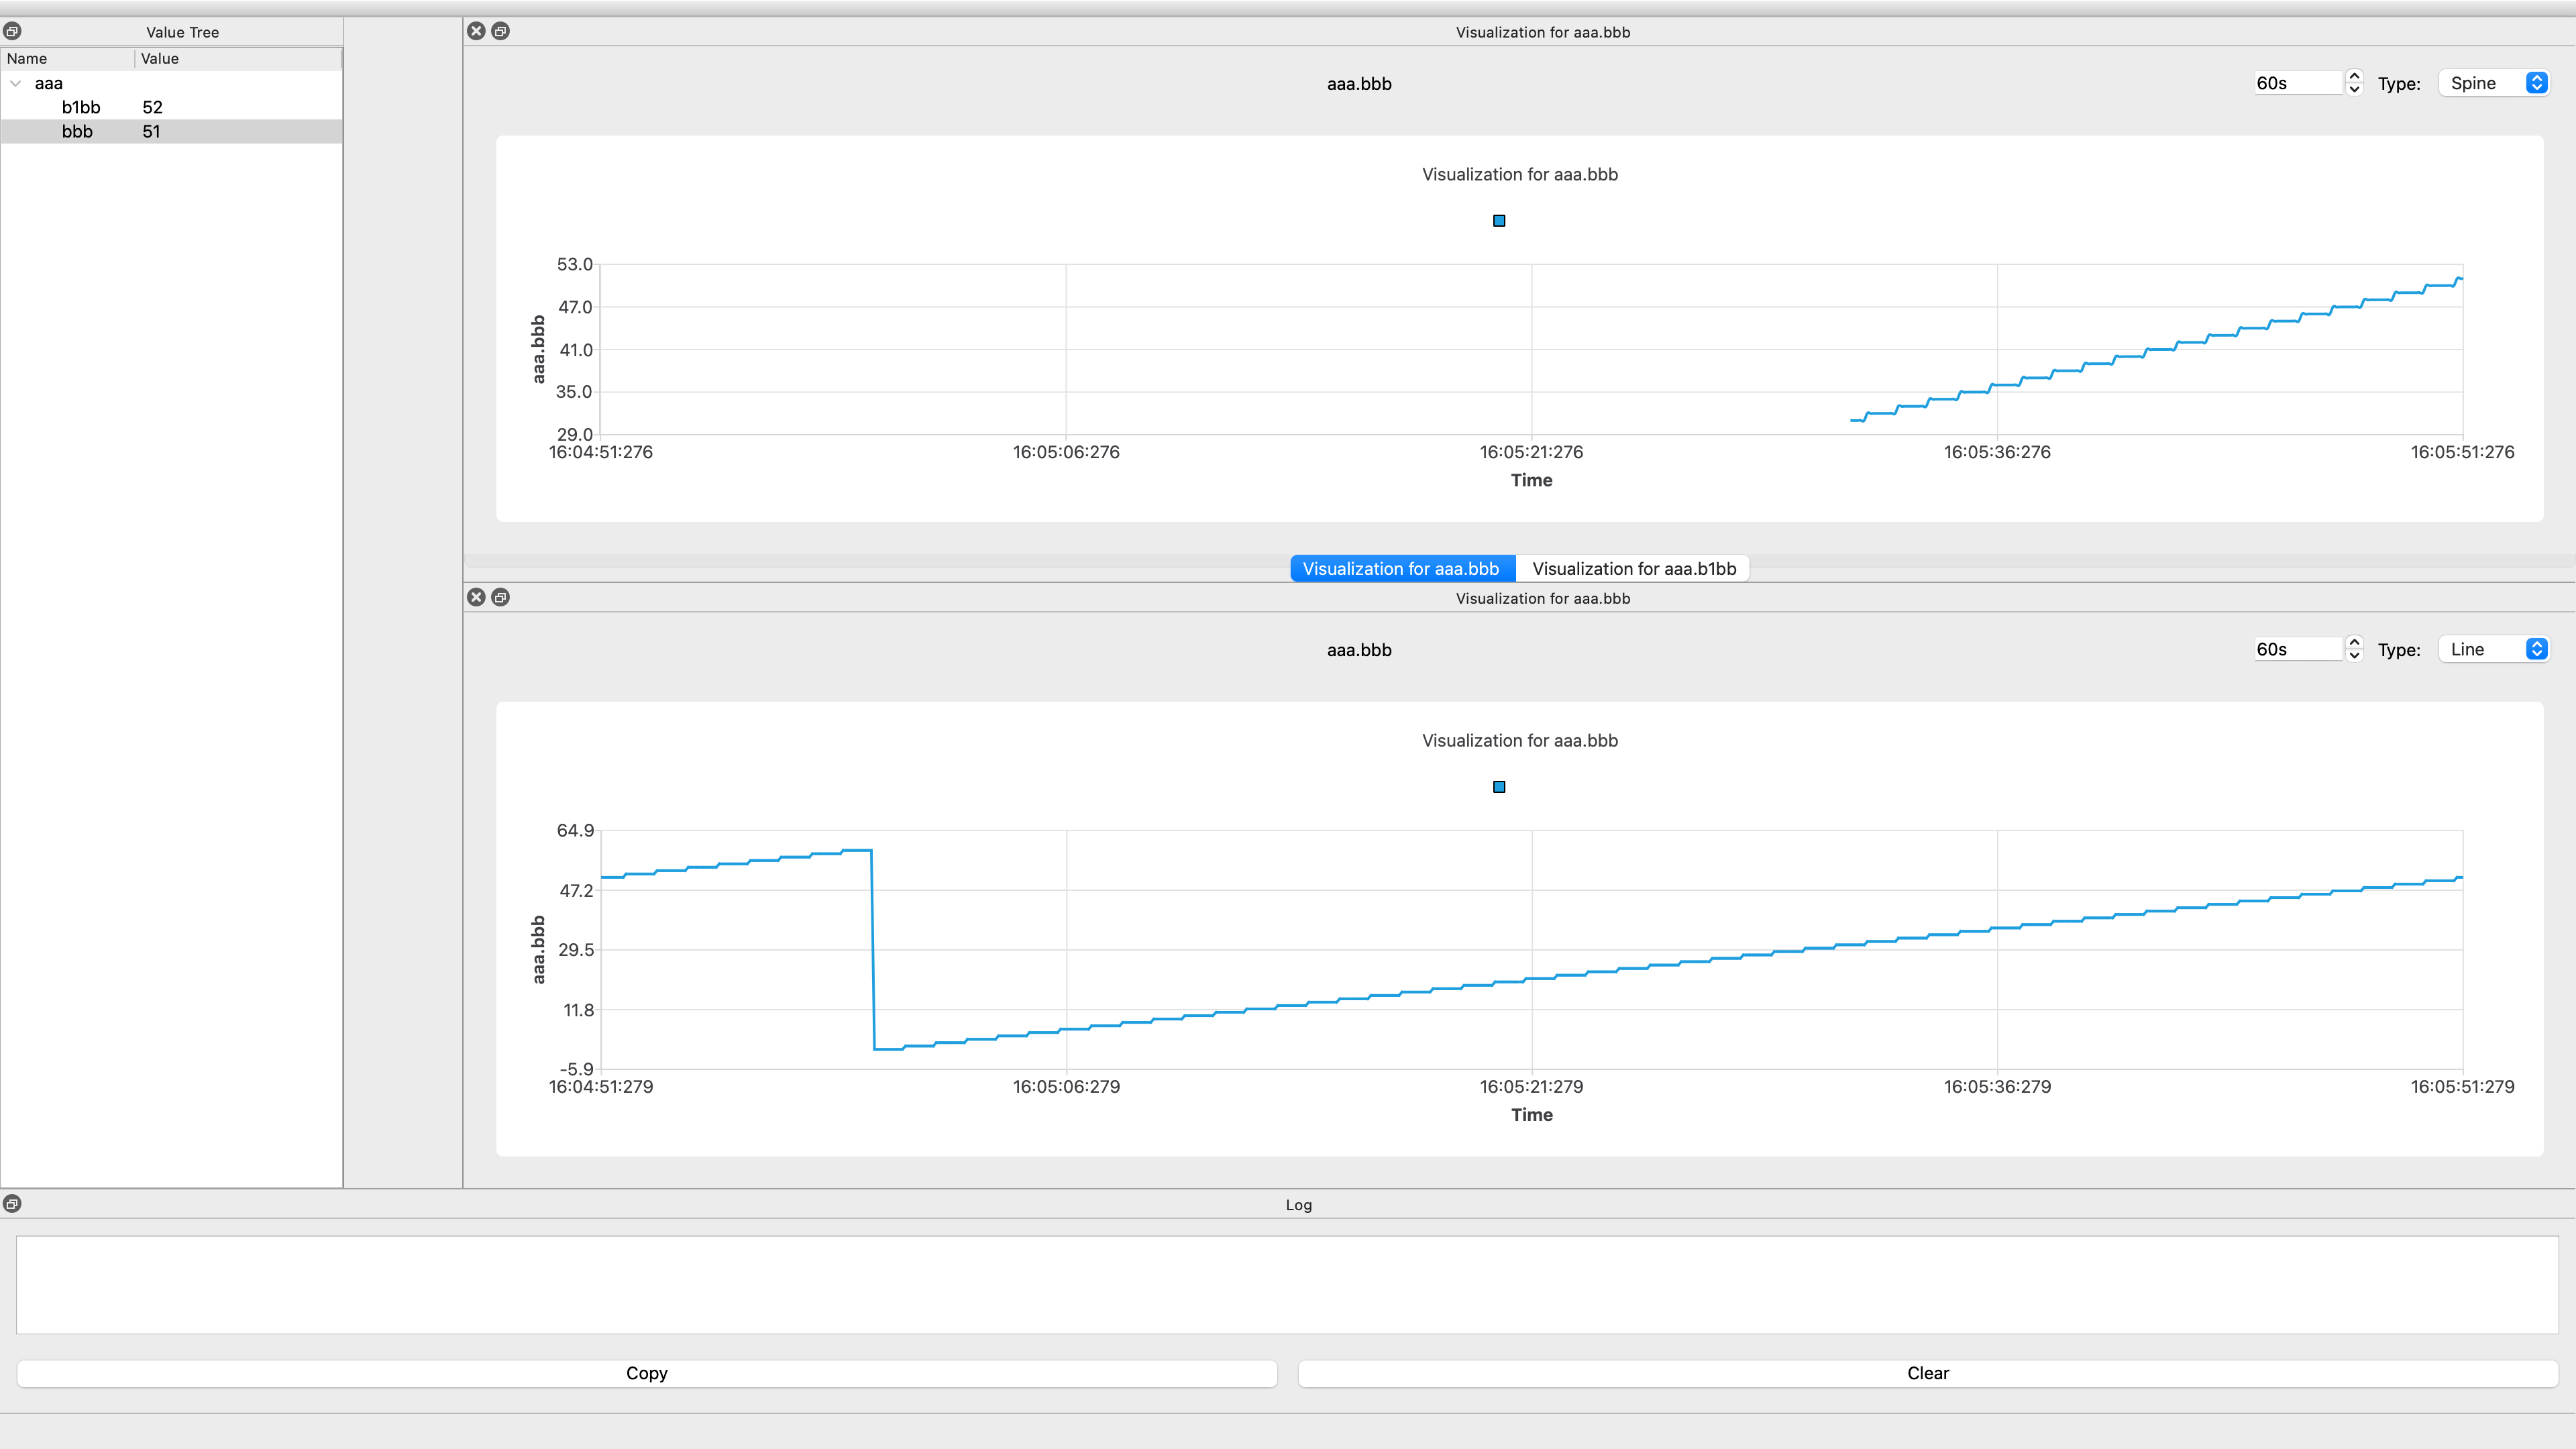 Value Tree
Name Value
aaa
b1bb 52
bbb 51
Visualization for aaa.bbb
aaa.bbb
60s Type: Spine
Visualization for aaa.bbb
53.0
47.0
41.0
35.0
29.0
aaa.bbb
16:04:51:276 16:05:06:276 16:05:21:276 16:05:36:276 16:05:51:276
Time
Visualization for aaa.bbb Visualization for aaa.b1bb
Visualization for aaa.bbb
aaa.bbb
60s Type: Line
Visualization for aaa.bbb
64.9
47.2
29.5
11.8
-5.9
aaa.bbb
16:04:51:279 16:05:06:279 16:05:21:279 16:05:36:279 16:05:51:279
Time
Log
Copy Clear